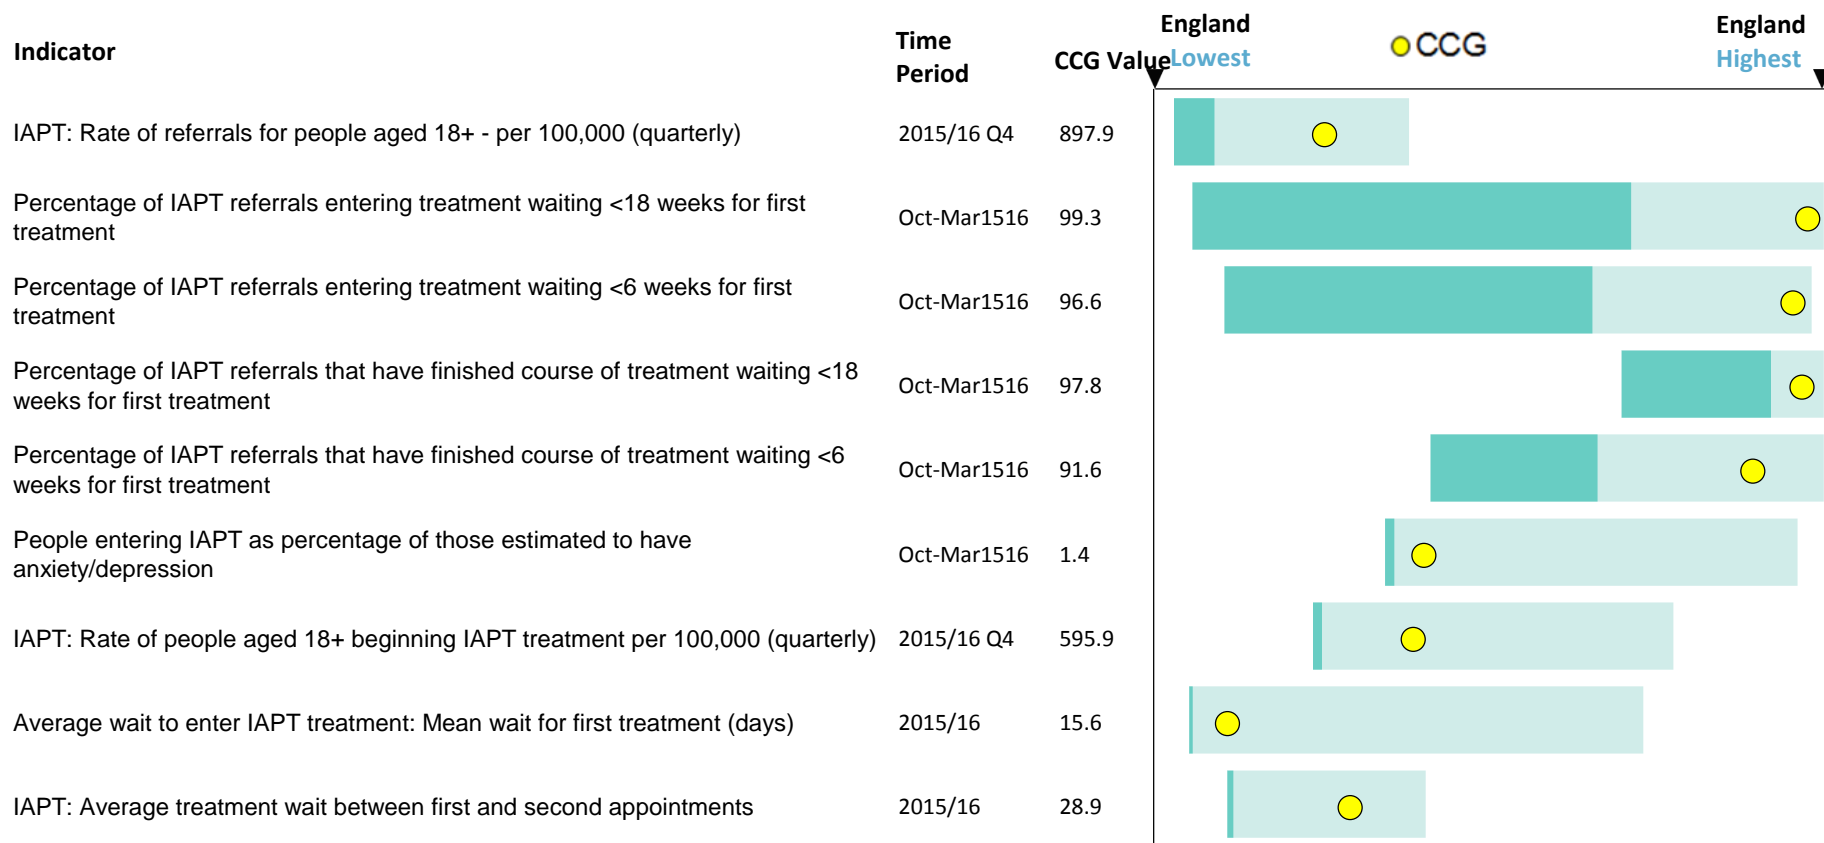 Indicator
Time
Period
CCG Value
England
Lowest
CCG
England
Highest
IAPT: Rate of referrals for people aged 18+ - per 100,000 (quarterly) 2015/16 Q4 897.9
Percentage of IAPT referrals entering treatment waiting <18 weeks for first
treatment
Oct-Mar1516 99.3
Percentage of IAPT referrals entering treatment waiting <6 weeks for first
treatment
Oct-Mar1516 96.6
Percentage of IAPT referrals that have finished course of treatment waiting <18
weeks for first treatment
Oct-Mar1516 97.8
Percentage of IAPT referrals that have finished course of treatment waiting <6
weeks for first treatment
Oct-Mar1516 91.6
People entering IAPT as percentage of those estimated to have
anxiety/depression
Oct-Mar1516 1.4
IAPT: Rate of people aged 18+ beginning IAPT treatment per 100,000 (quarterly) 2015/16 Q4 595.9
Average wait to enter IAPT treatment: Mean wait for first treatment (days) 2015/16 15.6
IAPT: Average treatment wait between first and second appointments 2015/16 28.9